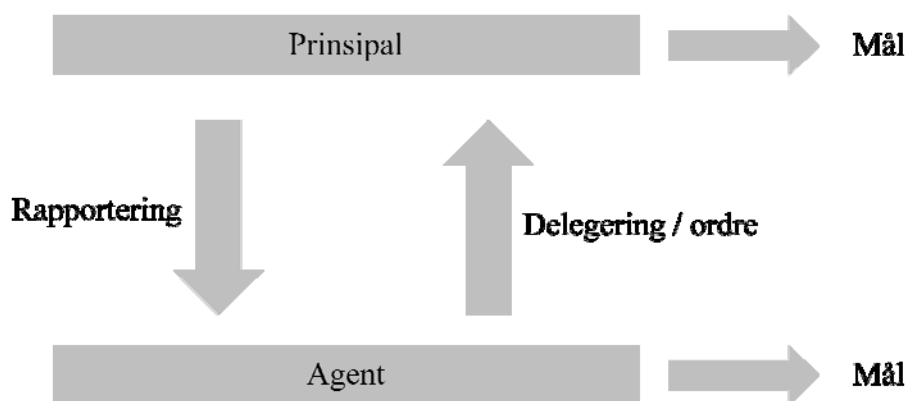 Prinsipal
Mål
Rapportering
Delegering / ordre
Agent
Mål